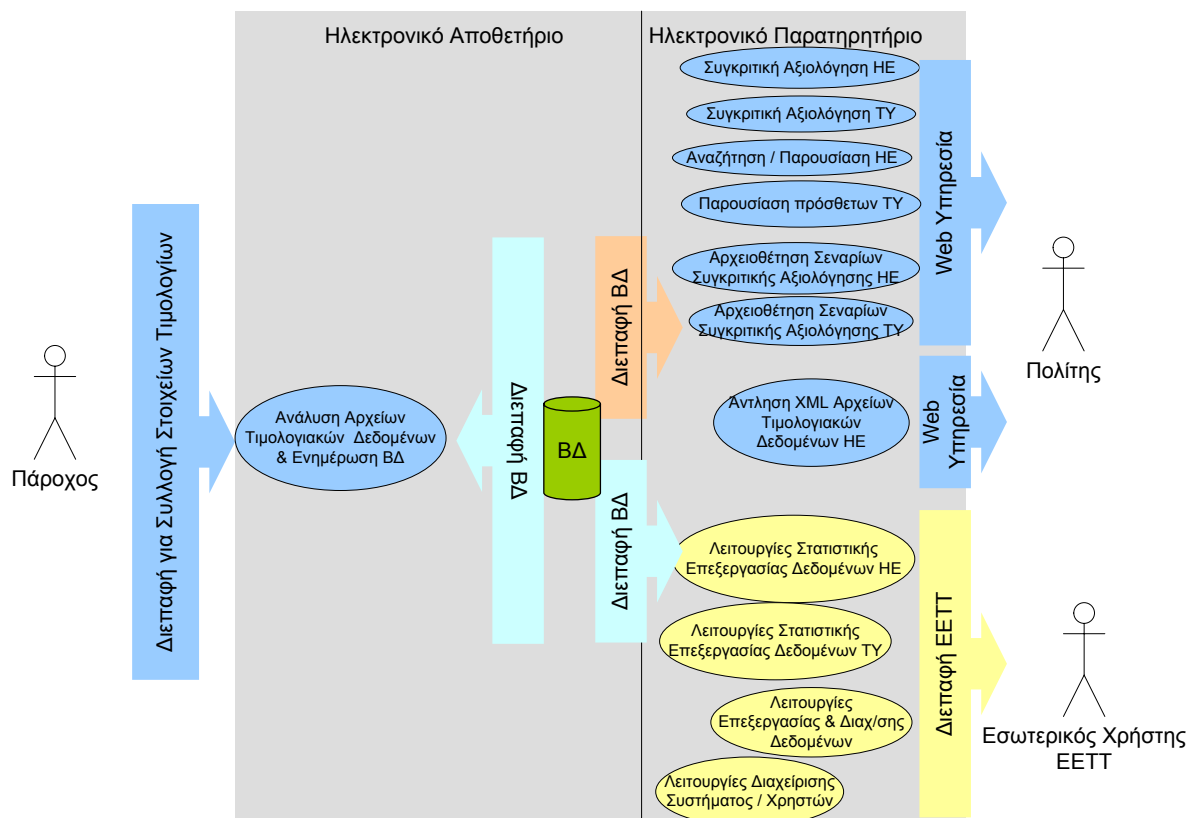 Ηλεκτρονικό Αποθετήριο
Ηλεκτρονικό Παρατηρητήριο
Πάροχος
Διεπαφή για Συλλογή Στοιχείων Τιμολογίων
Ανάλυση Αρχείων
Τιμολογιακών Δεδομένων
& Ενημέρωση ΒΔ
Διεπαφή ΒΔ
ΒΔ
Διεπαφή ΒΔ
Διεπαφή ΒΔ
Συγκριτική Αξιολόγηση ΗΕ
Συγκριτική Αξιολόγηση ΤΥ
Αναζήτηση / Παρουσίαση ΗΕ
Παρουσίαση πρόσθετων ΤΥ
Αρχειοθέτηση Σεναρίων
Συγκριτικής Αξιολόγησης ΗΕ
Αρχειοθέτηση Σεναρίων
Συγκριτικής Αξιολόγησης ΤΥ
Άντληση XML Αρχείων
Τιμολογιακών
Δεδομένων ΗΕ
Λειτουργίες Στατιστικής
Επεξεργασίας Δεδομένων ΗΕ
Λειτουργίες Στατιστικής
Επεξεργασίας Δεδομένων ΤΥ
Λειτουργίες
Επεξεργασίας & Διαχ/σης
Δεδομένων
Λειτουργίες Διαχείρισης
Συστήματος / Χρηστών
Web Υπηρεσία
Web
Υπηρεσία
Διεπαφή ΕΕΤΤ
Πολίτης
Εσωτερικός Χρήστης
ΕΕΤΤ